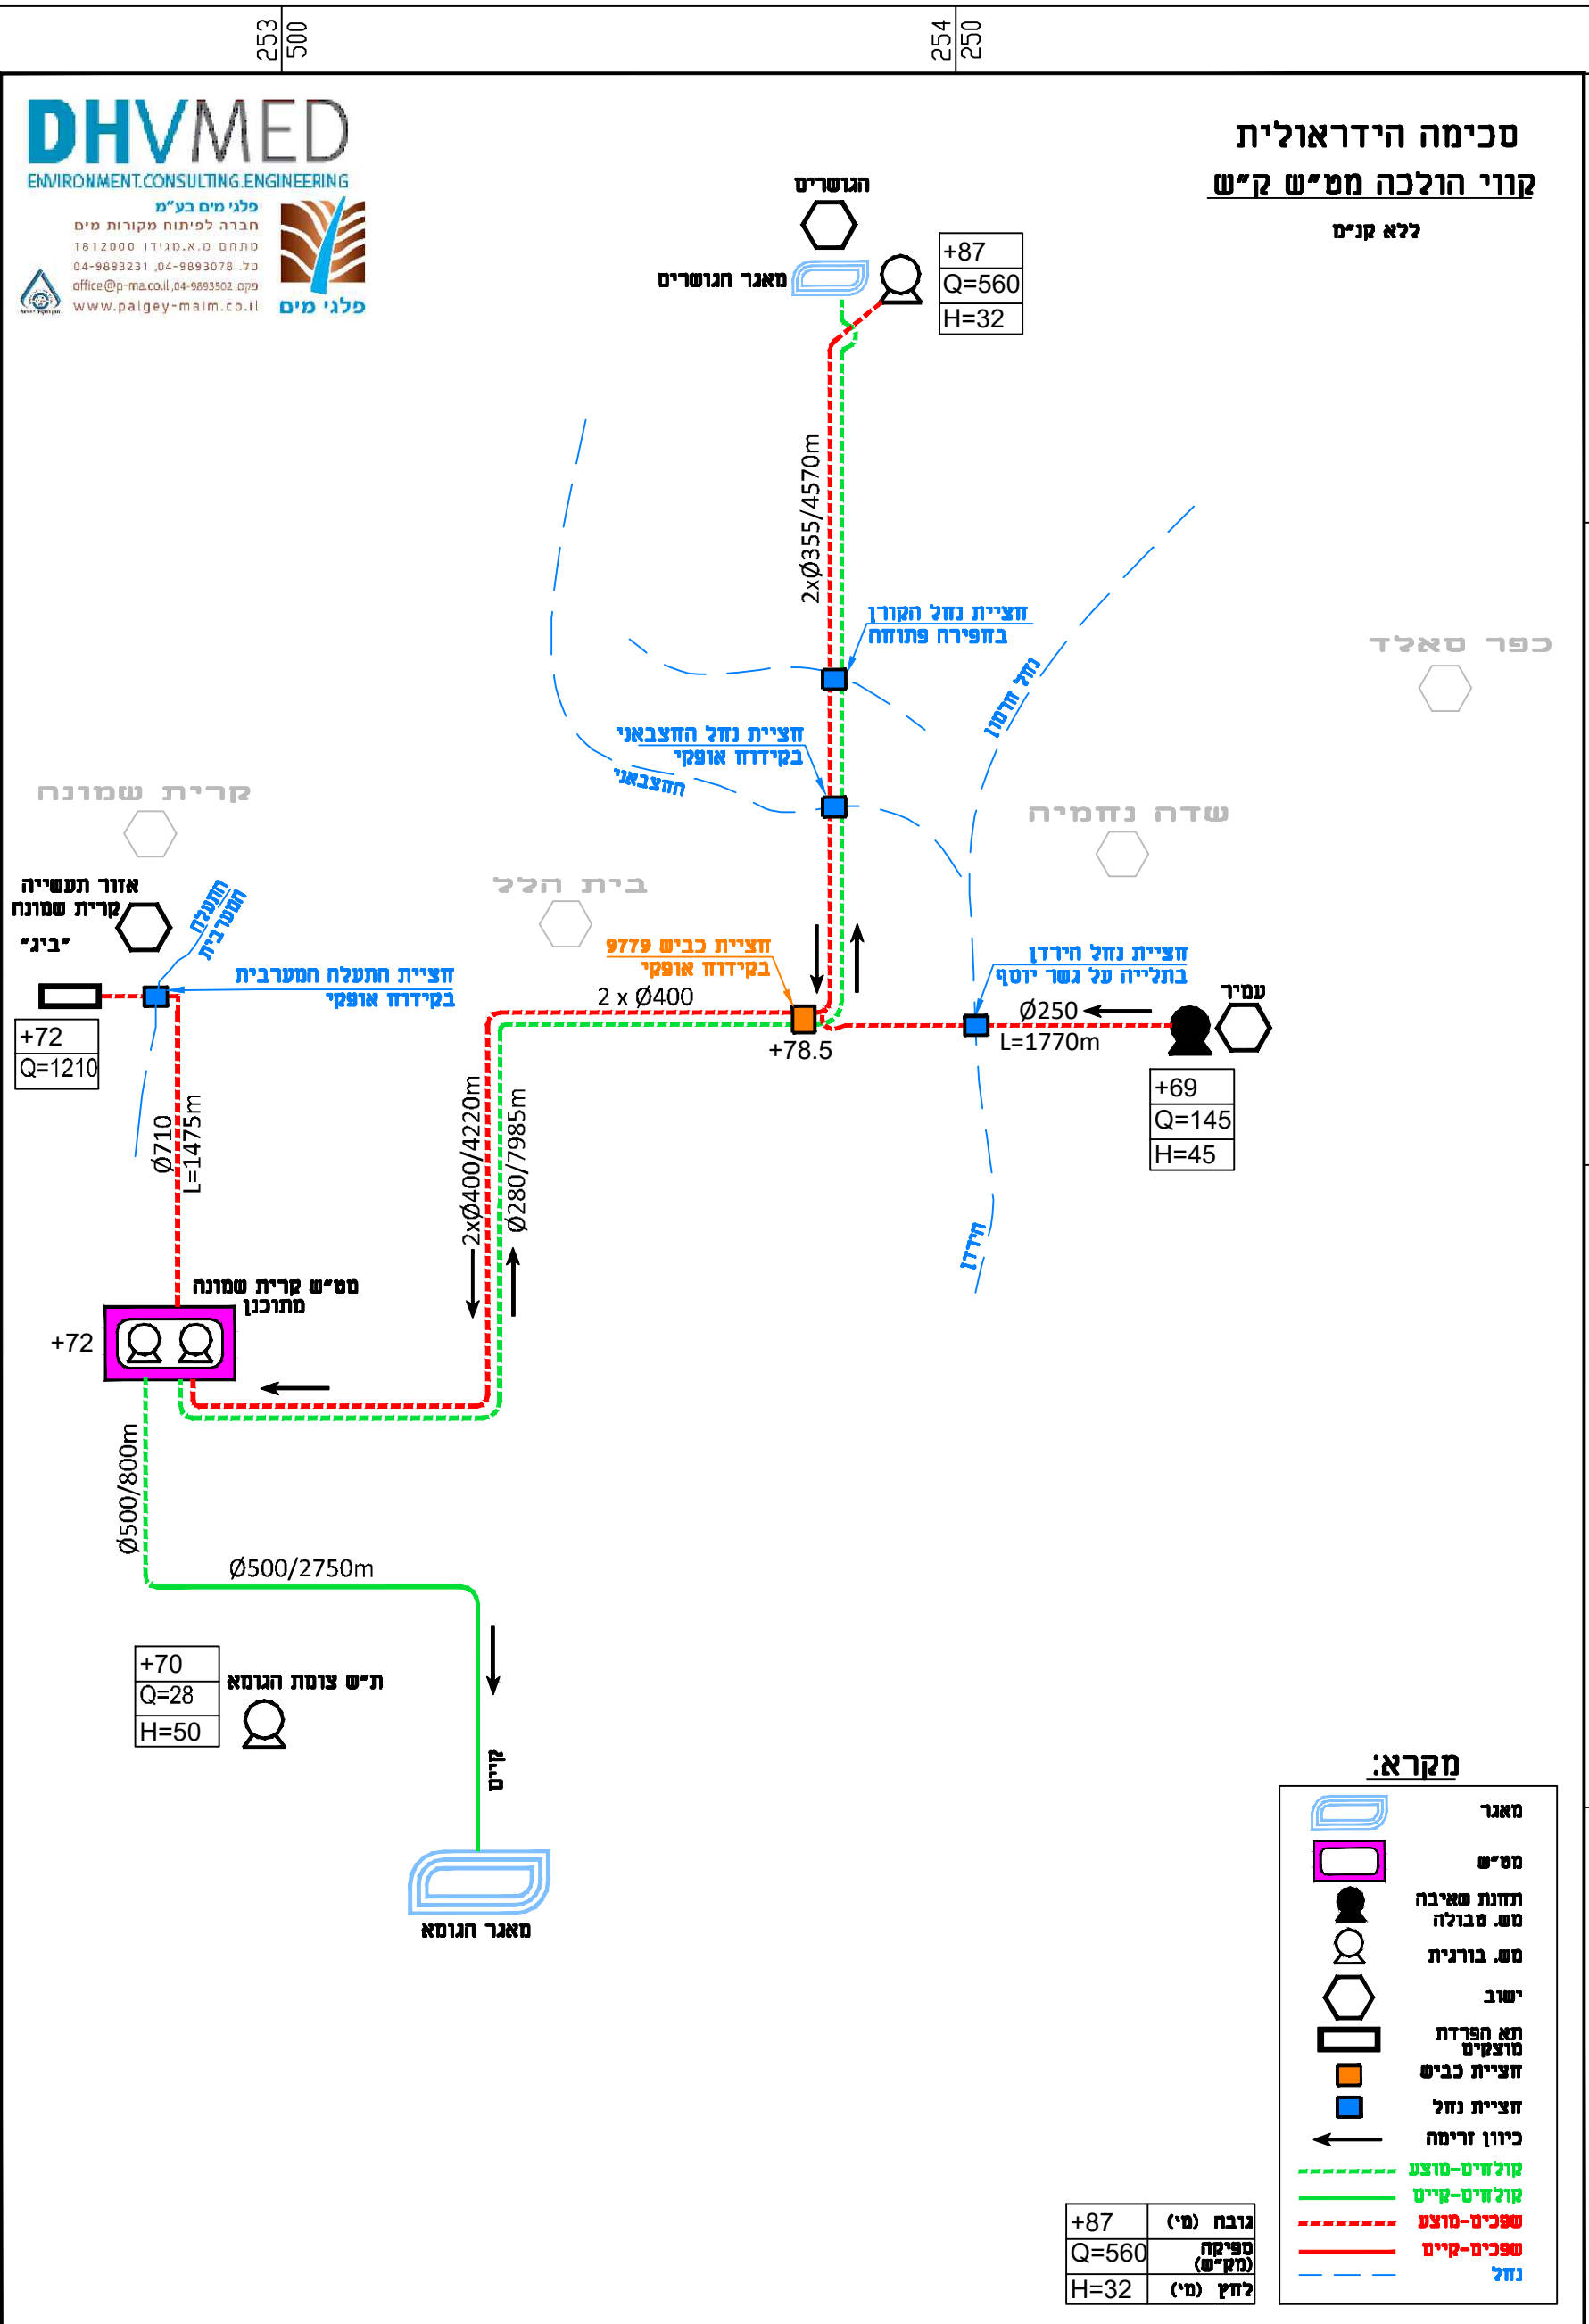 253
500
254
250
DHVMED
ENVIRONMENT.CONSULTING.ENGINEERING
פלגי מים בע"מ
חברה לפיתוח מקורות מים
מתחם מ.א.מגידו 1812000
טל. 04-9893078, 04-9893231
פקס. 04-9893502, office@p-ma.co.il
www.palgey-maim.co.il
פלגי מים
סכימה הידראולית
קווי הולכה מט"ש ק"ש
ללא קנ"מ
הגושרים
מאגר הגושרים
+87
Q=560
H=32
2xØ355/4570m
חציית נחל הקורן
בחפירה פתוחה
נחל חרמון
כפר סאלד
חציית נחל החצבאני
בקידוח אופקי
החצבאני
קרית שמונה
שדה נחמיה
אזור תעשייה
קרית שמונה
"ביג"
התעלה
המערבית
בית הלל
חציית התעלה המערבית
בקידוח אופקי
חציית כביש 9779
בקידוח אופקי
2 x Ø400
+78.5
חציית נחל הירדן
בתלייה על גשר יוסף
עמיר
Ø250
L=1770m
+72
Q=1210
+69
Q=145
H=45
Ø710
L=1475m
2xØ400/4220m
Ø280/7985m
הירדן
מט"ש קרית שמונה
מתוכנן
+72
Ø500/800m
Ø500/2750m
+70
Q=28
H=50
ת"ש צומת הגומא
קיים
מאגר הגומא
מקרא:
מאגר
מט"ש
תחנת שאיבה
מש. טבולה
מש. בורגית
ישוב
תא הפרדת
מוצקים
חציית כביש
חציית נחל
כיוון זרימה
קולחים-מוצע
קולחים-קיים
שפכים-מוצע
שפכים-קיים
נחל
+87 גובה (מ')
Q=560 ספיקה
(מק"ש)
H=32 לחץ (מ')